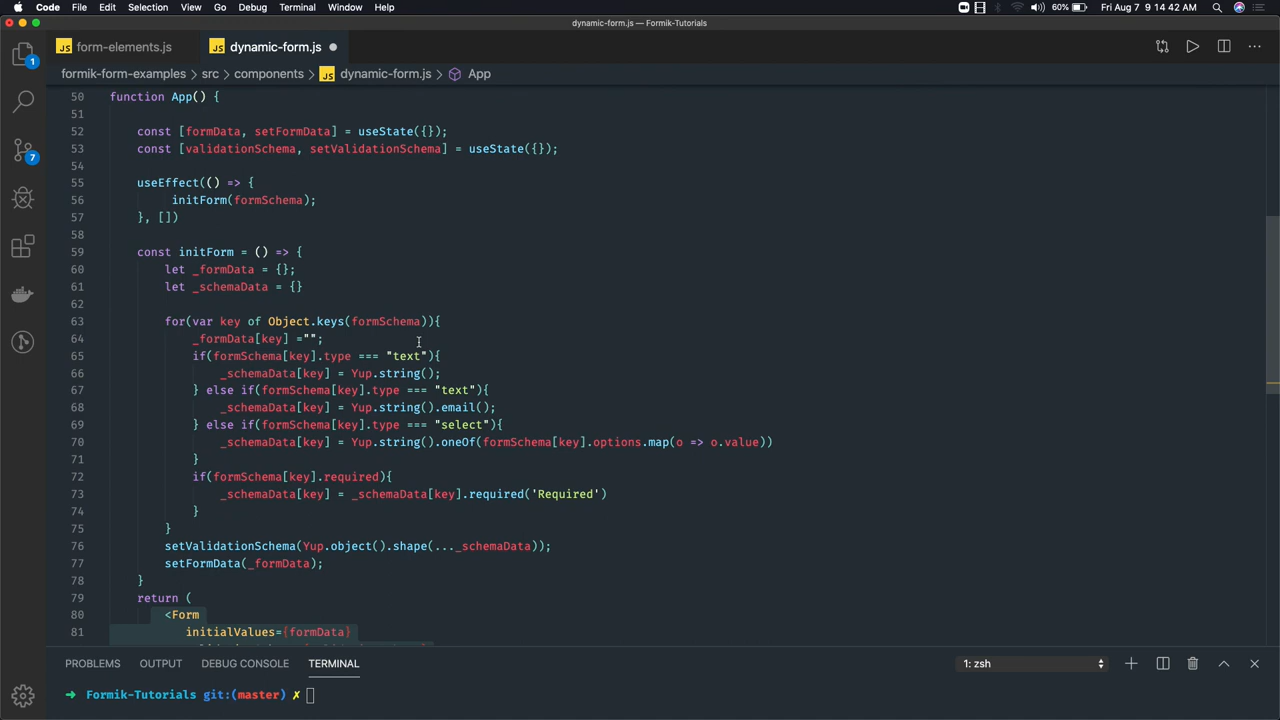 Code File Edit Selection View Go Debug Terminal Window Help 60% Fri Aug 7 9 14 42 AM
dynamic-form.js — Formik-Tutorials
JS form-elements.js JS dynamic-form.js
formik-form-examples > src > components > JS dynamic-form.js > App
1
7
50 function App() {
51
52 const [formData, setFormData] = useState({});
53 const [validationSchema, setValidationSchema] = useState({});
54
55 useEffect(() => {
56 initForm(formSchema);
57 }, [])
58
59 const initForm = () => {
60 let _formData = {};
61 let _schemaData = {}
62
63 for(var key of Object.keys(formSchema)){
64 _formData[key] ="";
65 if(formSchema[key].type === "text"){
66 _schemaData[key] = Yup.string();
67 } else if(formSchema[key].type === "text"){
68 _schemaData[key] = Yup.string().email();
69 } else if(formSchema[key].type === "select"){
70 _schemaData[key] = Yup.string().oneOf(formSchema[key].options.map(o => o.value))
71 }
72 if(formSchema[key].required){
73 _schemaData[key] = _schemaData[key].required('Required')
74 }
75 }
76 setValidationSchema(Yup.object().shape(..._schemaData));
77 setFormData(_formData);
78 }
79 return (
80 <Form
81 initialValues={formData}
PROBLEMS OUTPUT DEBUG CONSOLE TERMINAL 1: zsh
➜ Formik-Tutorials git:(master) ✗